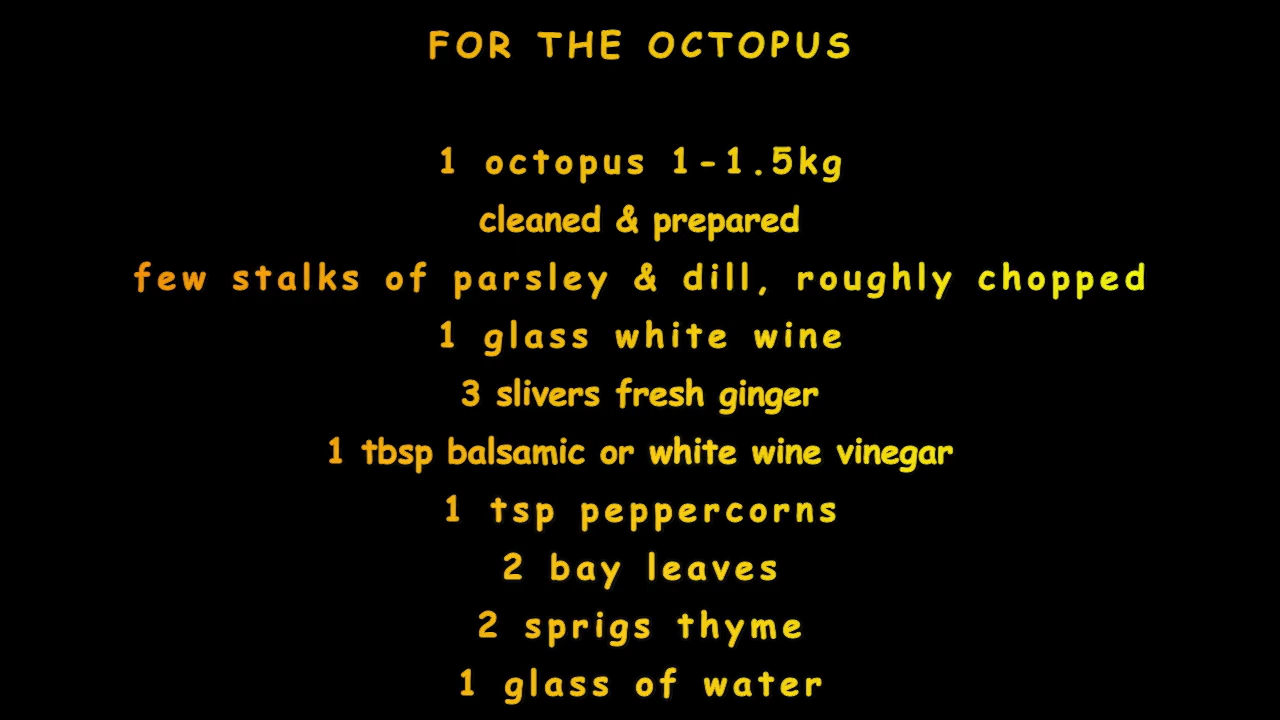 FOR THE OCTOPUS
1 octopus 1-1.5kg
cleaned & prepared
few stalks of parsley & dill, roughly chopped
1 glass white wine
3 slivers fresh ginger
1 tbsp balsamic or white wine vinegar
1 tsp peppercorns
2 bay leaves
2 sprigs thyme
1 glass of water